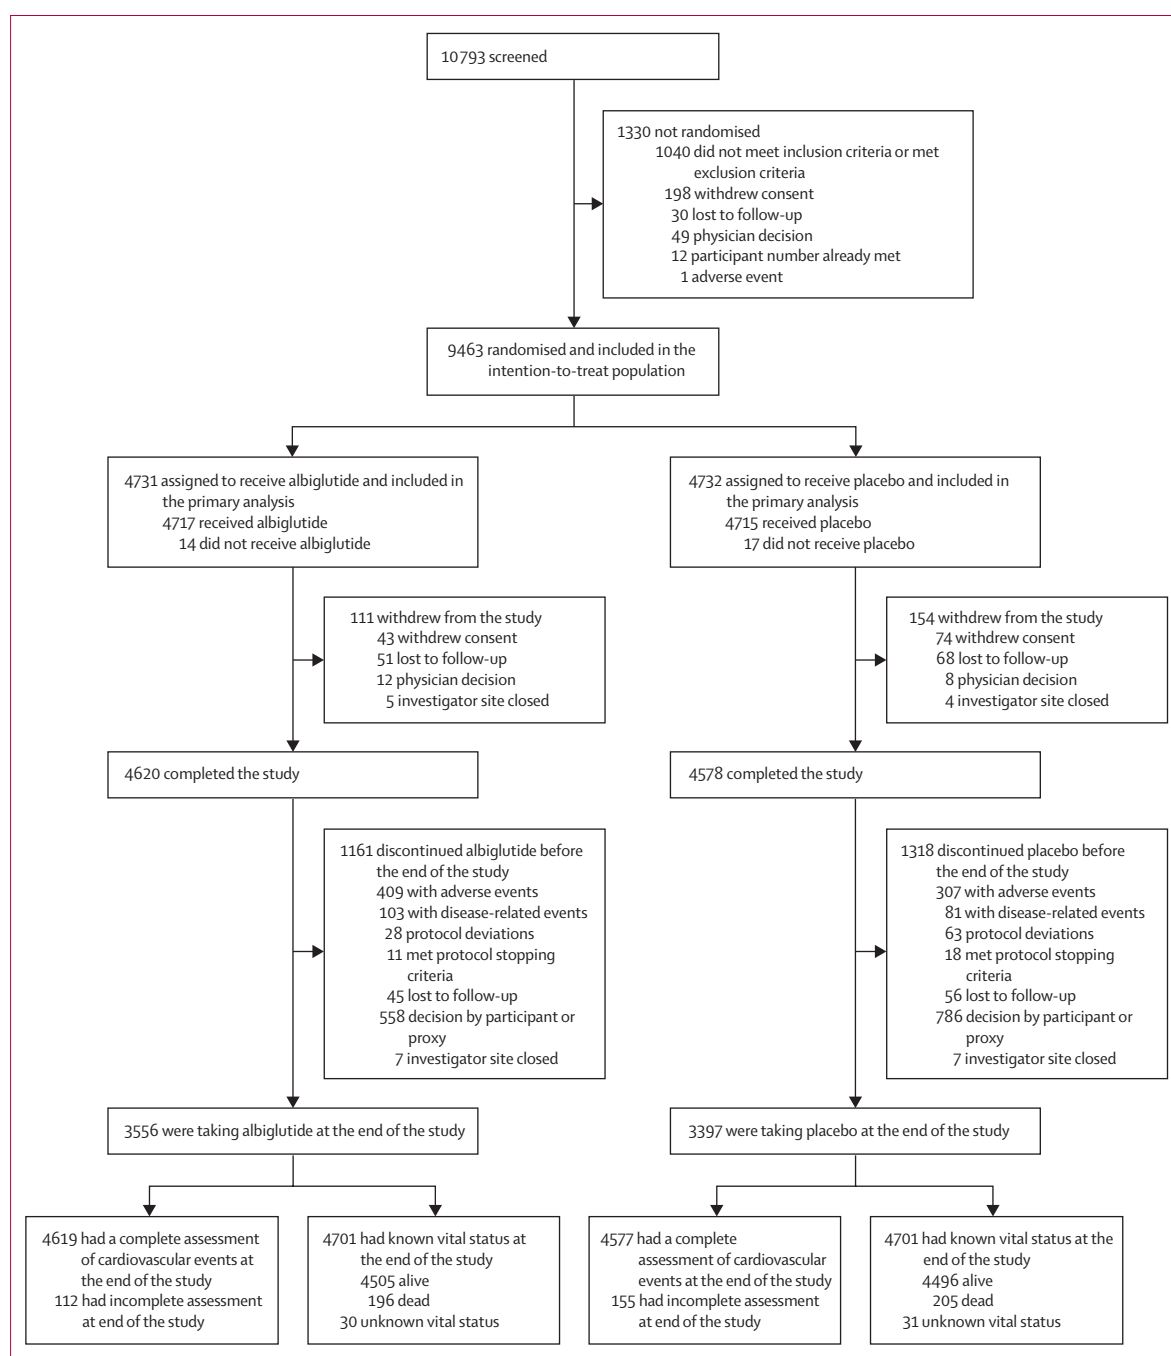 10793 screened
1330 not randomised
1040 did not meet inclusion criteria or met
exclusion criteria
198 withdrew consent
30 lost to follow-up
49 physician decision
12 participant number already met
1 adverse event
9463 randomised and included in the
intention-to-treat population
4731 assigned to receive albiglutide and included in
the primary analysis
4717 received albiglutide
14 did not receive albiglutide
4732 assigned to receive placebo and included in
the primary analysis
4715 received placebo
17 did not receive placebo
111 withdrew from the study
43 withdrew consent
51 lost to follow-up
12 physician decision
5 investigator site closed
154 withdrew from the study
74 withdrew consent
68 lost to follow-up
8 physician decision
4 investigator site closed
4620 completed the study
4578 completed the study
1161 discontinued albiglutide before
the end of the study
409 with adverse events
103 with disease-related events
28 protocol deviations
11 met protocol stopping
criteria
45 lost to follow-up
558 decision by participant or
proxy
7 investigator site closed
1318 discontinued placebo before
the end of the study
307 with adverse events
81 with disease-related events
63 protocol deviations
18 met protocol stopping
criteria
56 lost to follow-up
786 decision by participant or
proxy
7 investigator site closed
3556 were taking albiglutide at the end of the study
3397 were taking placebo at the end of the study
4619 had a complete assessment
of cardiovascular events at
the end of the study
112 had incomplete assessment
at end of the study
4701 had known vital status at
the end of the study
4505 alive
196 dead
30 unknown vital status
4577 had a complete
assessment of cardiovascular
events at the end of the study
155 had incomplete assessment
at end of the study
4701 had known vital status at the
end of the study
4496 alive
205 dead
31 unknown vital status